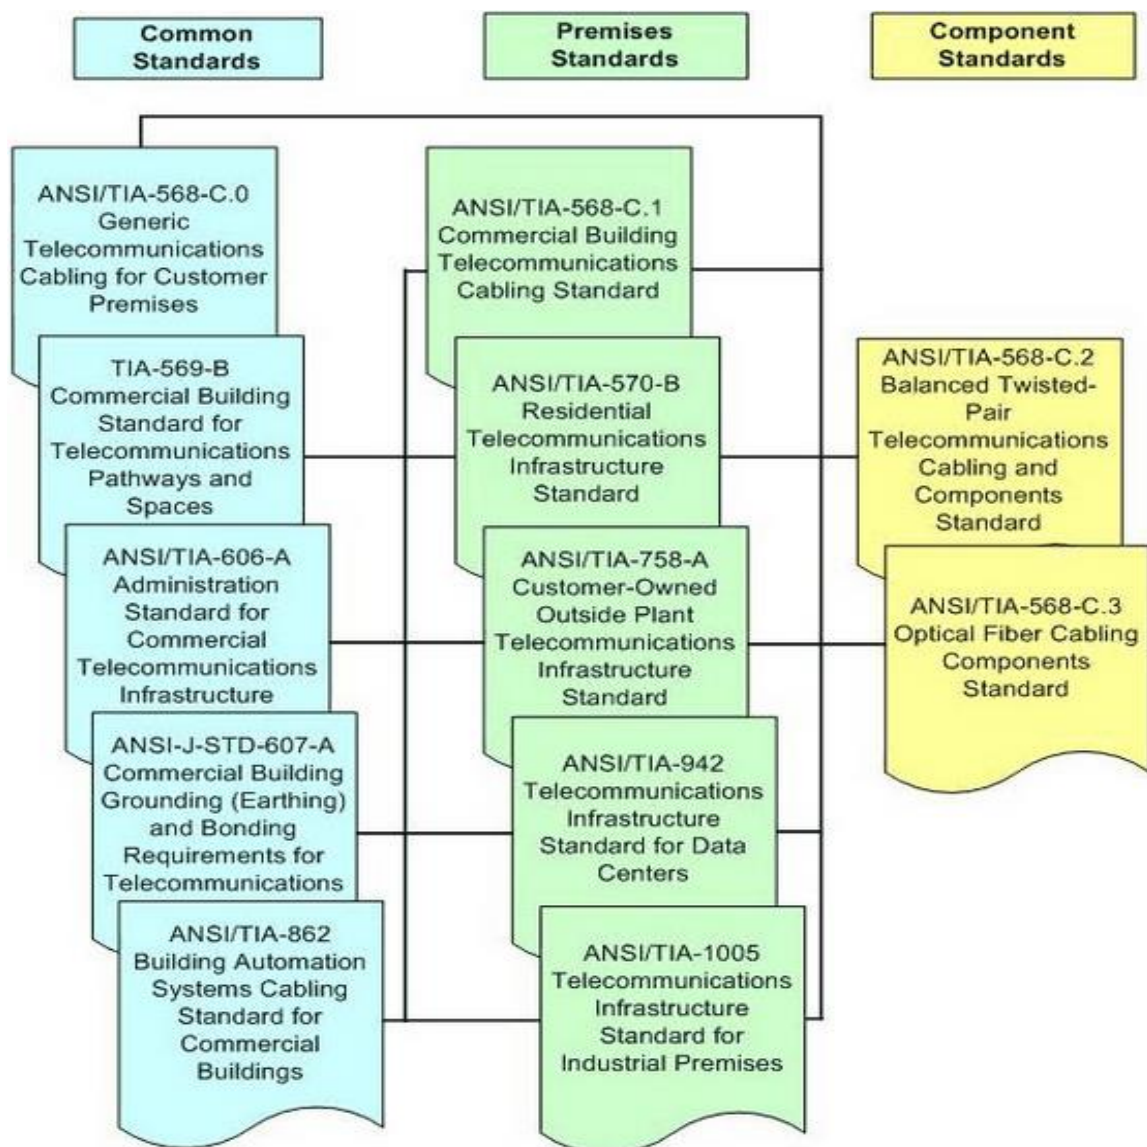 Common
Standards
Premises
Standards
Component
Standards
ANSI/TIA-568-C.0
Generic
Telecommunications
Cabling for Customer
Premises
TIA-569-B
Commercial Building
Standard for
Telecommunications
Pathways and
Spaces
ANSI/TIA-606-A
Administration
Standard for
Commercial
Telecommunications
Infrastructure
ANSI-J-STD-607-A
Commercial Building
Grounding (Earthing)
and Bonding
Requirements for
Telecommunications
ANSI/TIA-862
Building Automation
Systems Cabling
Standard for
Commercial
Buildings
ANSI/TIA-568-C.1
Commercial Building
Telecommunications
Cabling Standard
ANSI/TIA-570-B
Residential
Telecommunications
Infrastructure
Standard
ANSI/TIA-758-A
Customer-Owned
Outside Plant
Telecommunications
Infrastructure
Standard
ANSI/TIA-942
Telecommunications
Infrastructure
Standard for Data
Centers
ANSI/TIA-1005
Telecommunications
Infrastructure
Standard for
Industrial Premises
ANSI/TIA-568-C.2
Balanced Twisted-
Pair
Telecommunications
Cabling and
Components
Standard
ANSI/TIA-568-C.3
Optical Fiber Cabling
Components
Standard